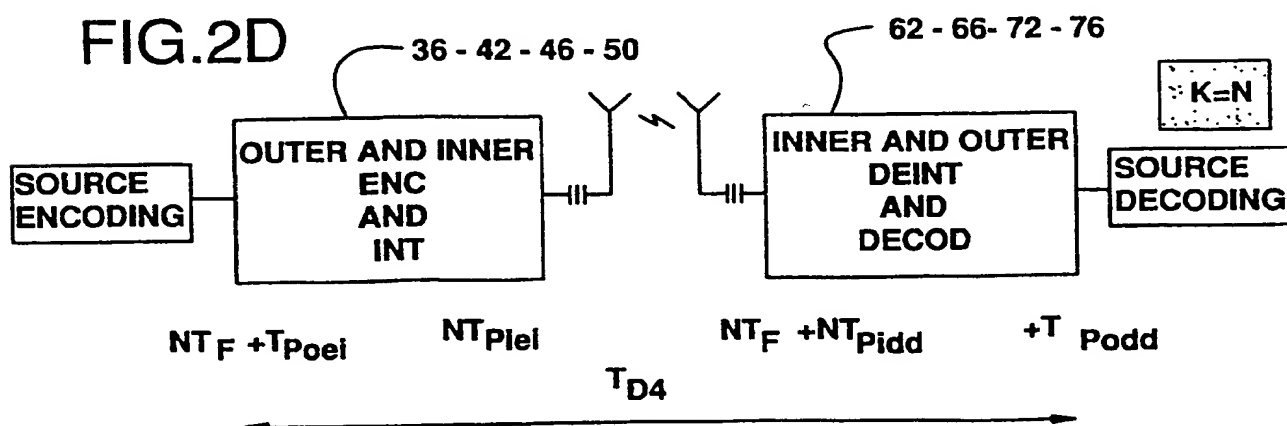 FIG.2D
36 - 42 - 46 - 50
62 - 66- 72 - 76
K=N
SOURCE
ENCODING
OUTER AND INNER
ENC
AND
INT
INNER AND OUTER
DEINT
AND
DECOD
SOURCE
DECODING
NTF +TPoei
NTPiei
NTF +NTPidd
+T Podd
TD4